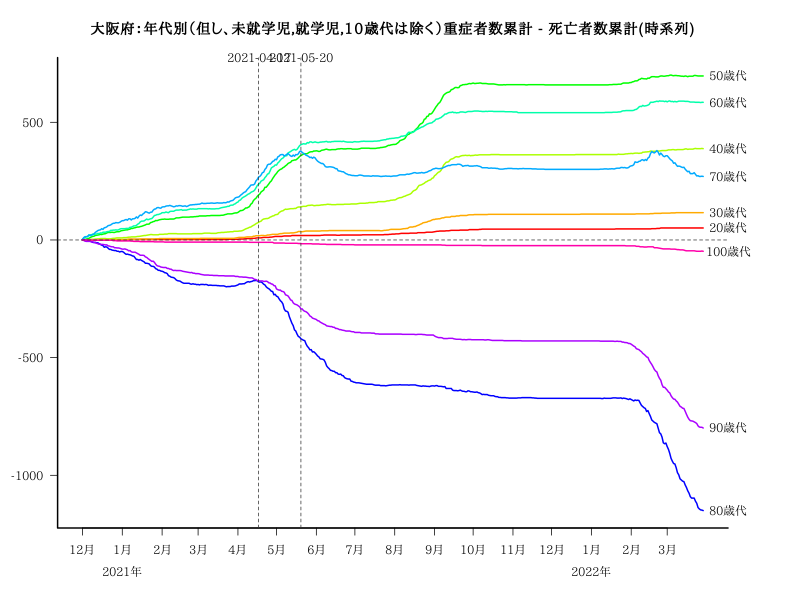 大阪府：年代別（但し、未就学児,就学児,10歳代は除く）重症者数累計 - 死亡者数累計(時系列)
2021-04-17
2021-05-20
50歳代
60歳代
500
40歳代
70歳代
30歳代
20歳代
0
100歳代
-500
90歳代
-1000
80歳代
12月 1月 2月 3月 4月 5月 6月 7月 8月 9月 10月 11月 12月 1月 2月 3月
2021年 2022年